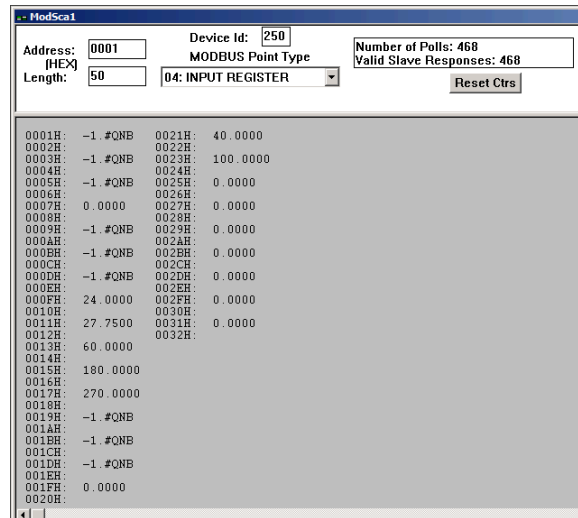 ModSca1
Address: 0001
(HEX)
Length: 50
Device Id: 250
MODBUS Point Type
04: INPUT REGISTER
Number of Polls: 468
Valid Slave Responses: 468
Reset Ctrs
0001H: -1.#QNB 0021H: 40.0000
0002H: 0022H:
0003H: -1.#QNB 0023H: 100.0000
0004H: 0024H:
0005H: -1.#QNB 0025H: 0.0000
0006H: 0026H:
0007H: 0.0000 0027H: 0.0000
0008H: 0028H:
0009H: -1.#QNB 0029H: 0.0000
000AH: 002AH:
000BH: -1.#QNB 002BH: 0.0000
000CH: 002CH:
000DH: -1.#QNB 002DH: 0.0000
000EH: 002EH:
000FH: 24.0000 002FH: 0.0000
0010H: 0030H:
0011H: 27.7500 0031H: 0.0000
0012H: 0032H:
0013H: 60.0000
0014H:
0015H: 180.0000
0016H:
0017H: 270.0000
0018H:
0019H: -1.#QNB
001AH:
001BH: -1.#QNB
001CH:
001DH: -1.#QNB
001EH:
001FH: 0.0000
0020H: